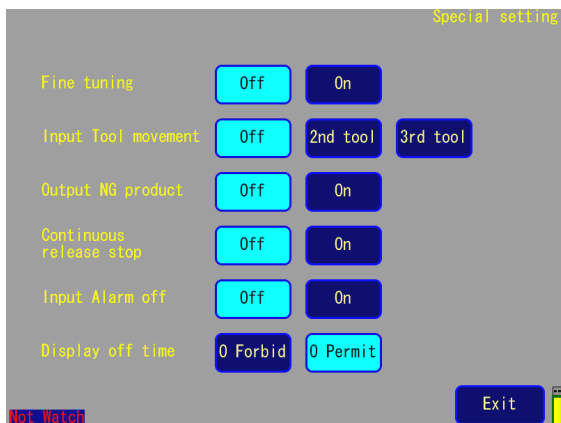 Special setting
Fine tuning Off On
Input Tool movement Off 2nd tool 3rd tool
Output NG product Off On
Continuous
release stop Off On
Input Alarm off Off On
Display off time 0 Forbid 0 Permit
Exit
Not Watch